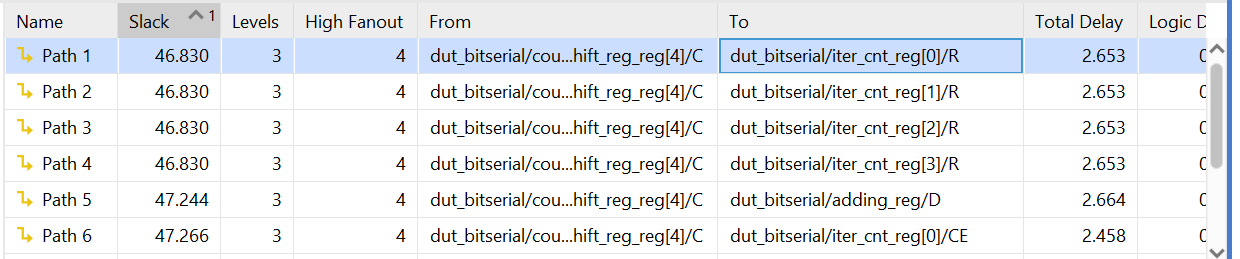 Name Slack 1 Levels High Fanout From To Total Delay Logic D
Path 1 46.830 3 4 dut_bitserial/cou...hift_reg_reg[4]/C dut_bitserial/iter_cnt_reg[0]/R 2.653 0
Path 2 46.830 3 4 dut_bitserial/cou...hift_reg_reg[4]/C dut_bitserial/iter_cnt_reg[1]/R 2.653 0
Path 3 46.830 3 4 dut_bitserial/cou...hift_reg_reg[4]/C dut_bitserial/iter_cnt_reg[2]/R 2.653 0
Path 4 46.830 3 4 dut_bitserial/cou...hift_reg_reg[4]/C dut_bitserial/iter_cnt_reg[3]/R 2.653 0
Path 5 47.244 3 4 dut_bitserial/cou...hift_reg_reg[4]/C dut_bitserial/adding_reg/D 2.664 0
Path 6 47.266 3 4 dut_bitserial/cou...hift_reg_reg[4]/C dut_bitserial/iter_cnt_reg[0]/CE 2.458 0